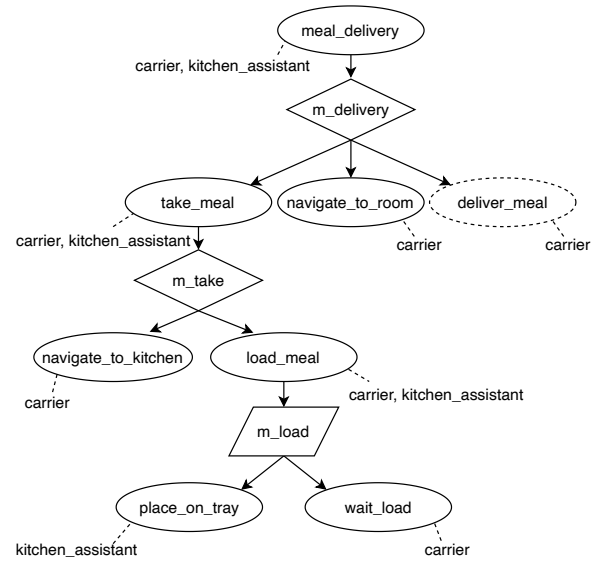 meal_delivery
carrier, kitchen_assistant
m_delivery
take_meal
navigate_to_room
deliver_meal
carrier, kitchen_assistant
carrier
carrier
m_take
navigate_to_kitchen
load_meal
carrier
carrier, kitchen_assistant
m_load
place_on_tray
wait_load
kitchen_assistant
carrier